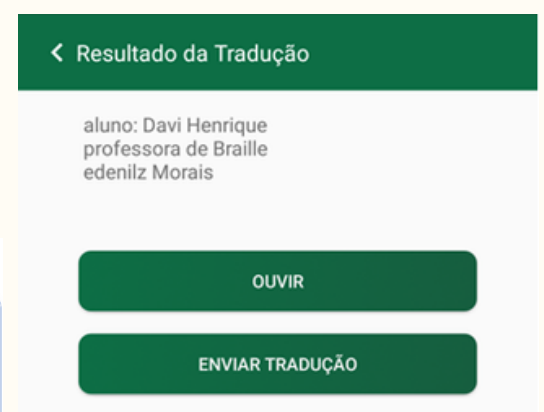 Resultado da Tradução
aluno: Davi Henrique
professora de Braille
edenilz Morais
OUVIR
ENVIAR TRADUÇÃO